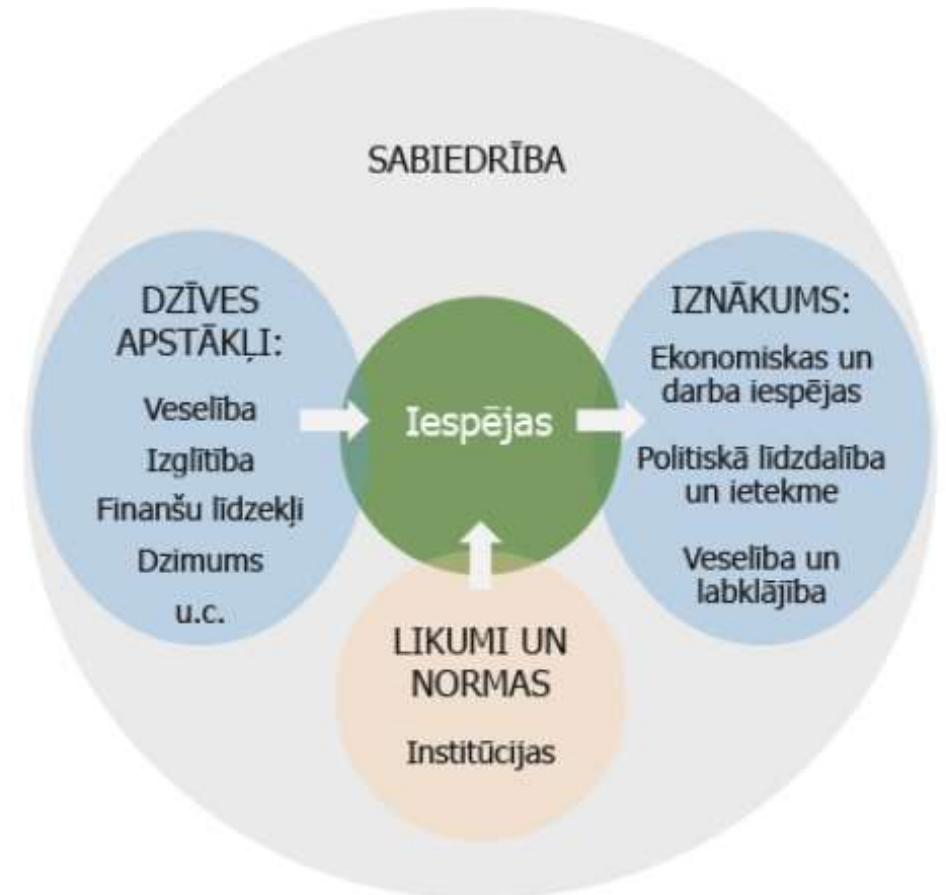 SABIEDRĪBA
DZĪVES
APSTĀKĻI:
Veselība
Izglītība
Finanšu līdzekļi
Dzimums
u.c.
Iespējas
IZNĀKUMS:
Ekonomiskas un
darba iespējas
Politiskā līdzdalība
un ietekme
Veselība un
labklājība
LIKUMI UN
NORMAS
Institūcijas